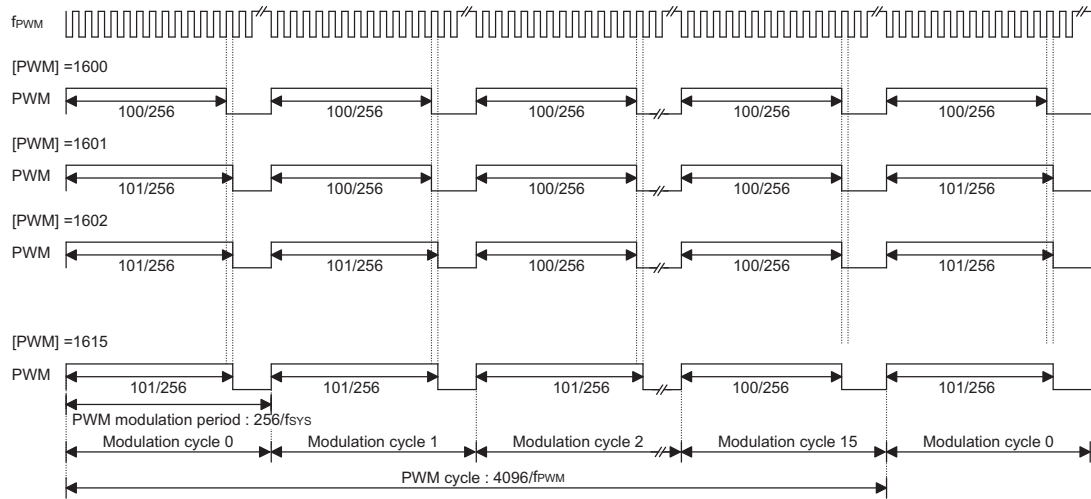 fPWM
[PWM] =1600
PWM
100/256 100/256 100/256 100/256 100/256
[PWM] =1601
PWM
101/256 100/256 100/256 100/256 101/256
[PWM] =1602
PWM
101/256 101/256 100/256 100/256 101/256
[PWM] =1615
PWM
101/256 101/256 101/256 100/256 101/256
PWM modulation period : 256/fSYS
Modulation cycle 0 Modulation cycle 1 Modulation cycle 2 Modulation cycle 15 Modulation cycle 0
PWM cycle : 4096/fPWM